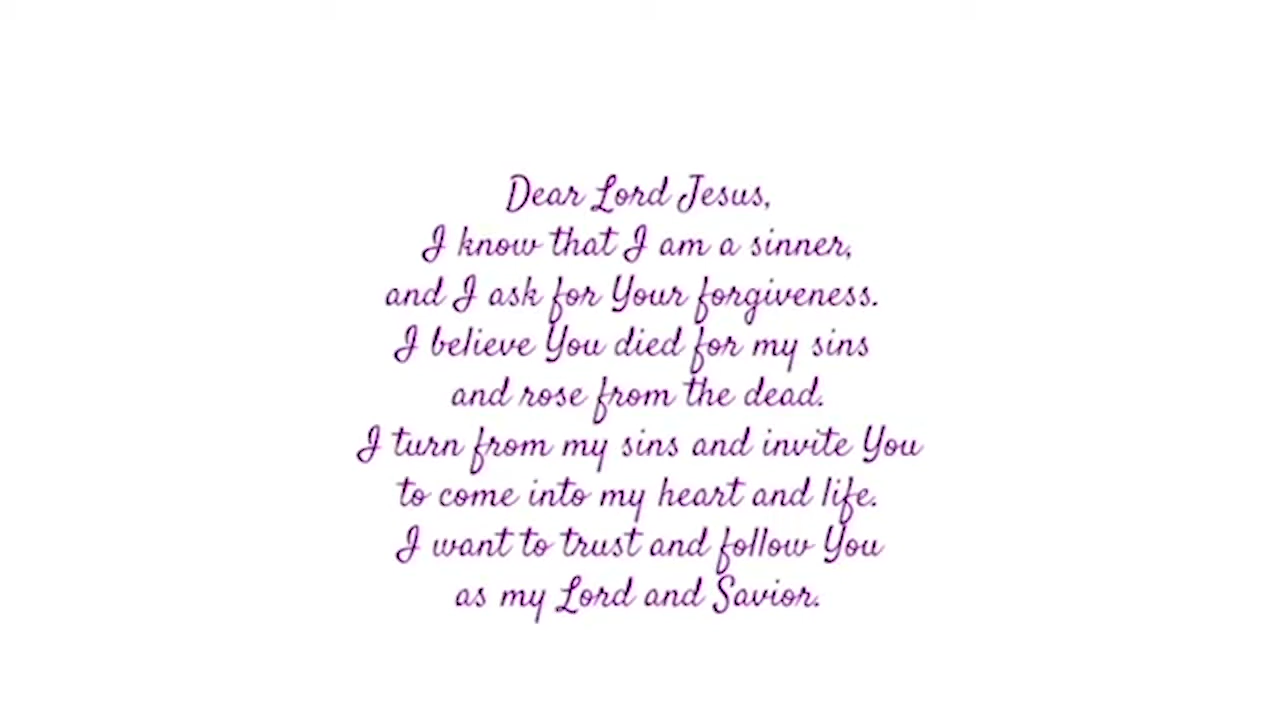 Dear Lord Jesus,
I know that I am a sinner,
and I ask for Your forgiveness.
I believe You died for my sins
and rose from the dead.
I turn from my sins and invite You
to come into my heart and life.
I want to trust and follow You
as my Lord and Savior.